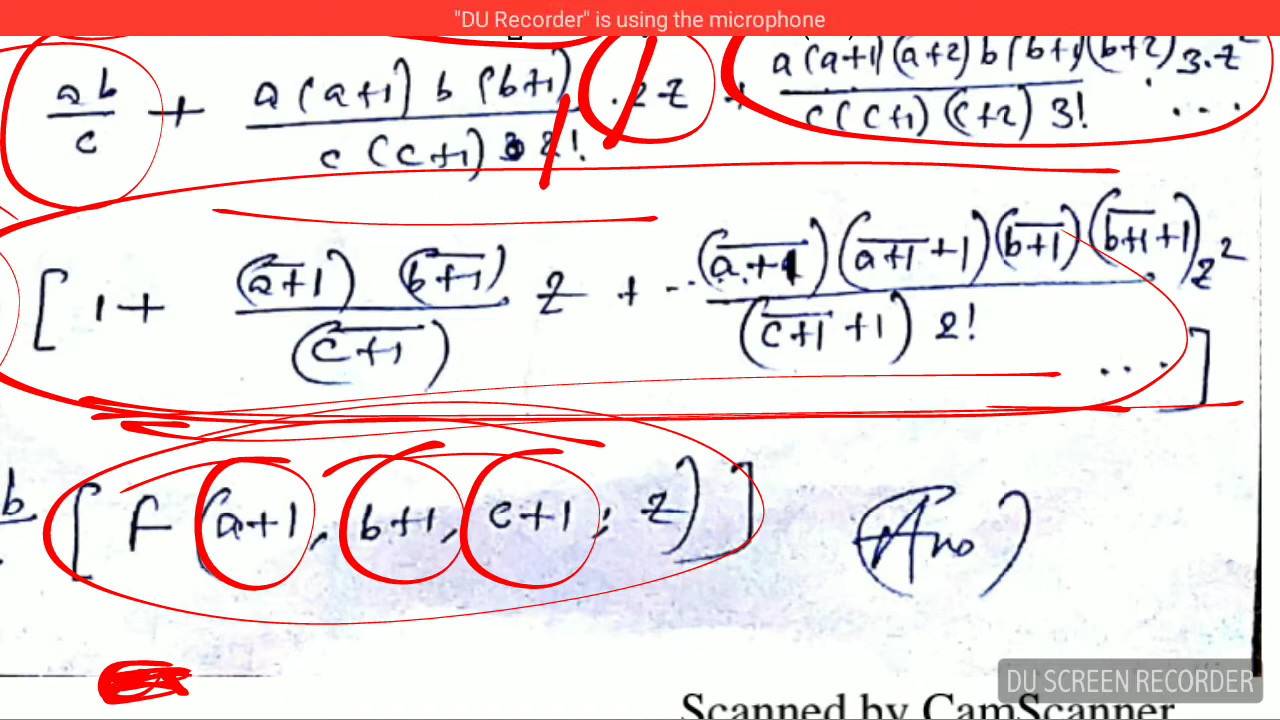 "DU Recorder" is using the microphone
ab/c + a(a+1) b(b+1)/c(c+1) 2! . 2z + a(a+1)(a+2) b(b+1)(b+2) 3.z²/c(c+1)(c+2) 3! ...
[1 + (a+1) (b+1)/(c+1) z + -- (a+1)(a+1+1)(b+1)(b+1+1)/(c+1+1) 2! z² ....]
b [F(a+1, b+1, c+1; z)] (Ans)
DU SCREEN RECORDER
Scanned by CamScanner